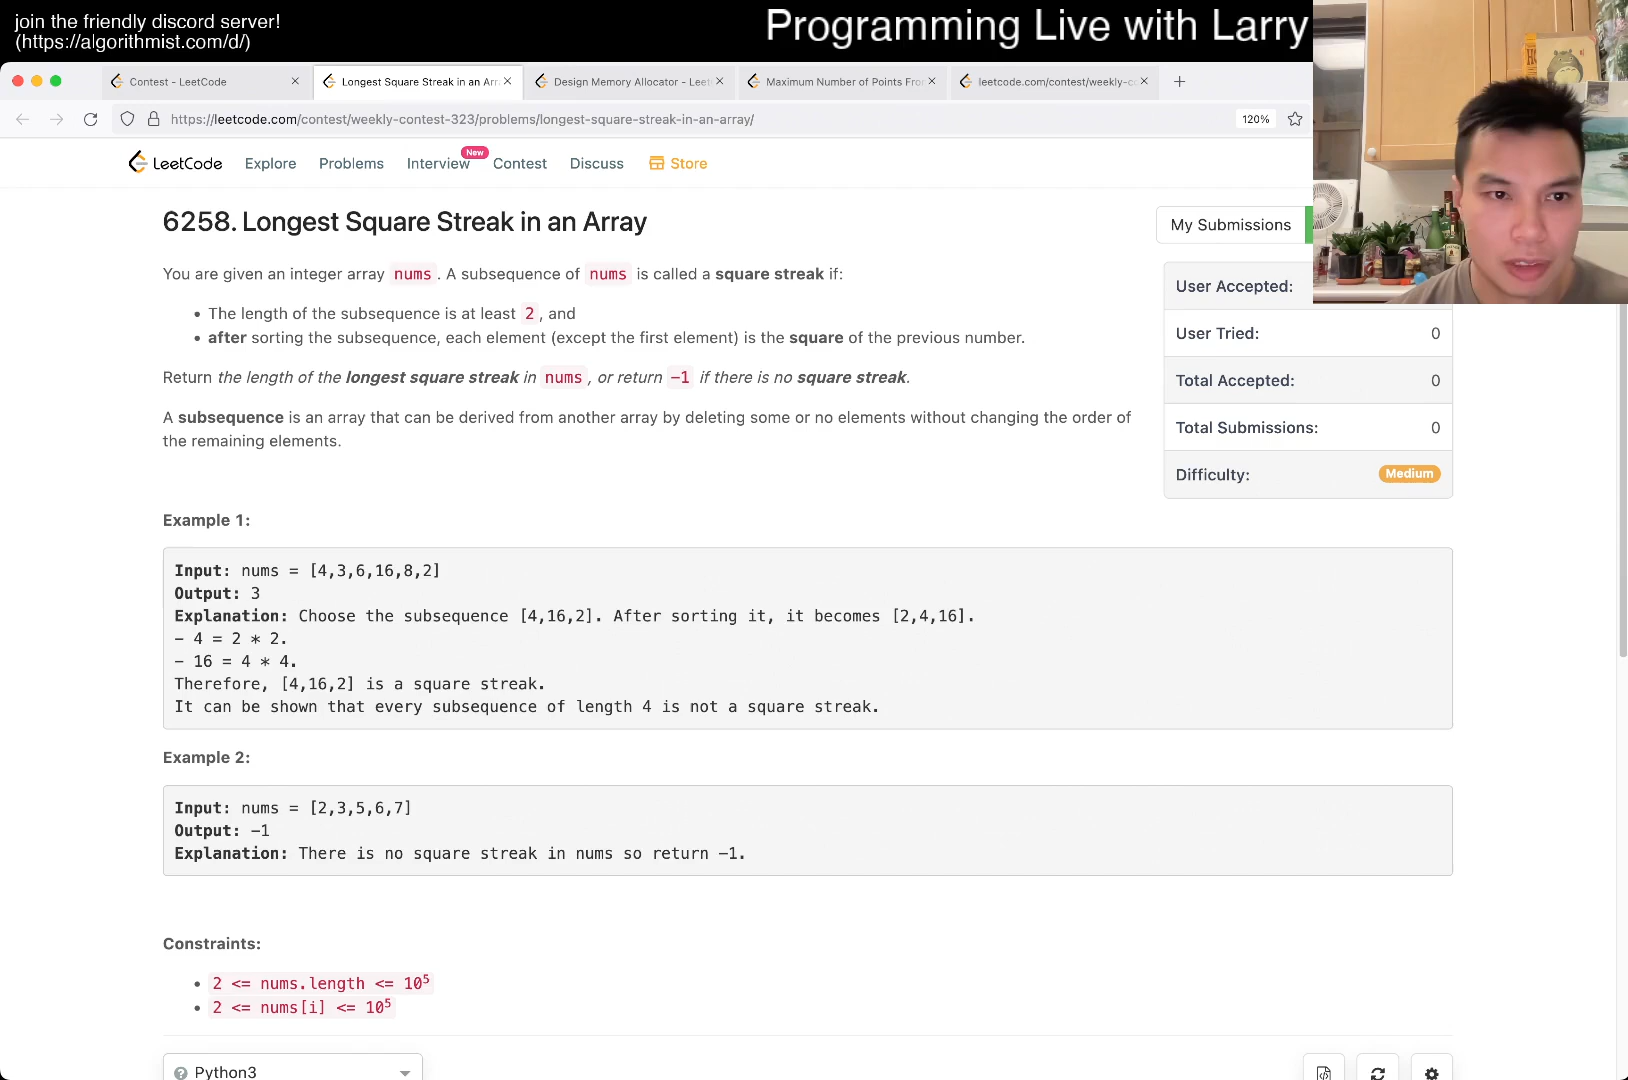 join the friendly discord server!
(https://algorithmist.com/d/)
Programming Live with Larry
Contest - LeetCode
Longest Square Streak in an Arr
Design Memory Allocator - Leet
Maximum Number of Points Fro
leetcode.com/contest/weekly-co
https://leetcode.com/contest/weekly-contest-323/problems/longest-square-streak-in-an-array/
120%
LeetCode
Explore
Problems
Interview
New
Contest
Discuss
Store
6258. Longest Square Streak in an Array
My Submissions
You are given an integer array nums. A subsequence of nums is called a square streak if:
• The length of the subsequence is at least 2, and
• after sorting the subsequence, each element (except the first element) is the square of the previous number.
Return the length of the longest square streak in nums, or return -1 if there is no square streak.
A subsequence is an array that can be derived from another array by deleting some or no elements without changing the order of
the remaining elements.
User Accepted:
User Tried: 0
Total Accepted: 0
Total Submissions: 0
Difficulty: Medium
Example 1:
Input: nums = [4,3,6,16,8,2]
Output: 3
Explanation: Choose the subsequence [4,16,2]. After sorting it, it becomes [2,4,16].
- 4 = 2 * 2.
- 16 = 4 * 4.
Therefore, [4,16,2] is a square streak.
It can be shown that every subsequence of length 4 is not a square streak.
Example 2:
Input: nums = [2,3,5,6,7]
Output: -1
Explanation: There is no square streak in nums so return -1.
Constraints:
• 2 <= nums.length <= 10⁵
• 2 <= nums[i] <= 10⁵
Python3